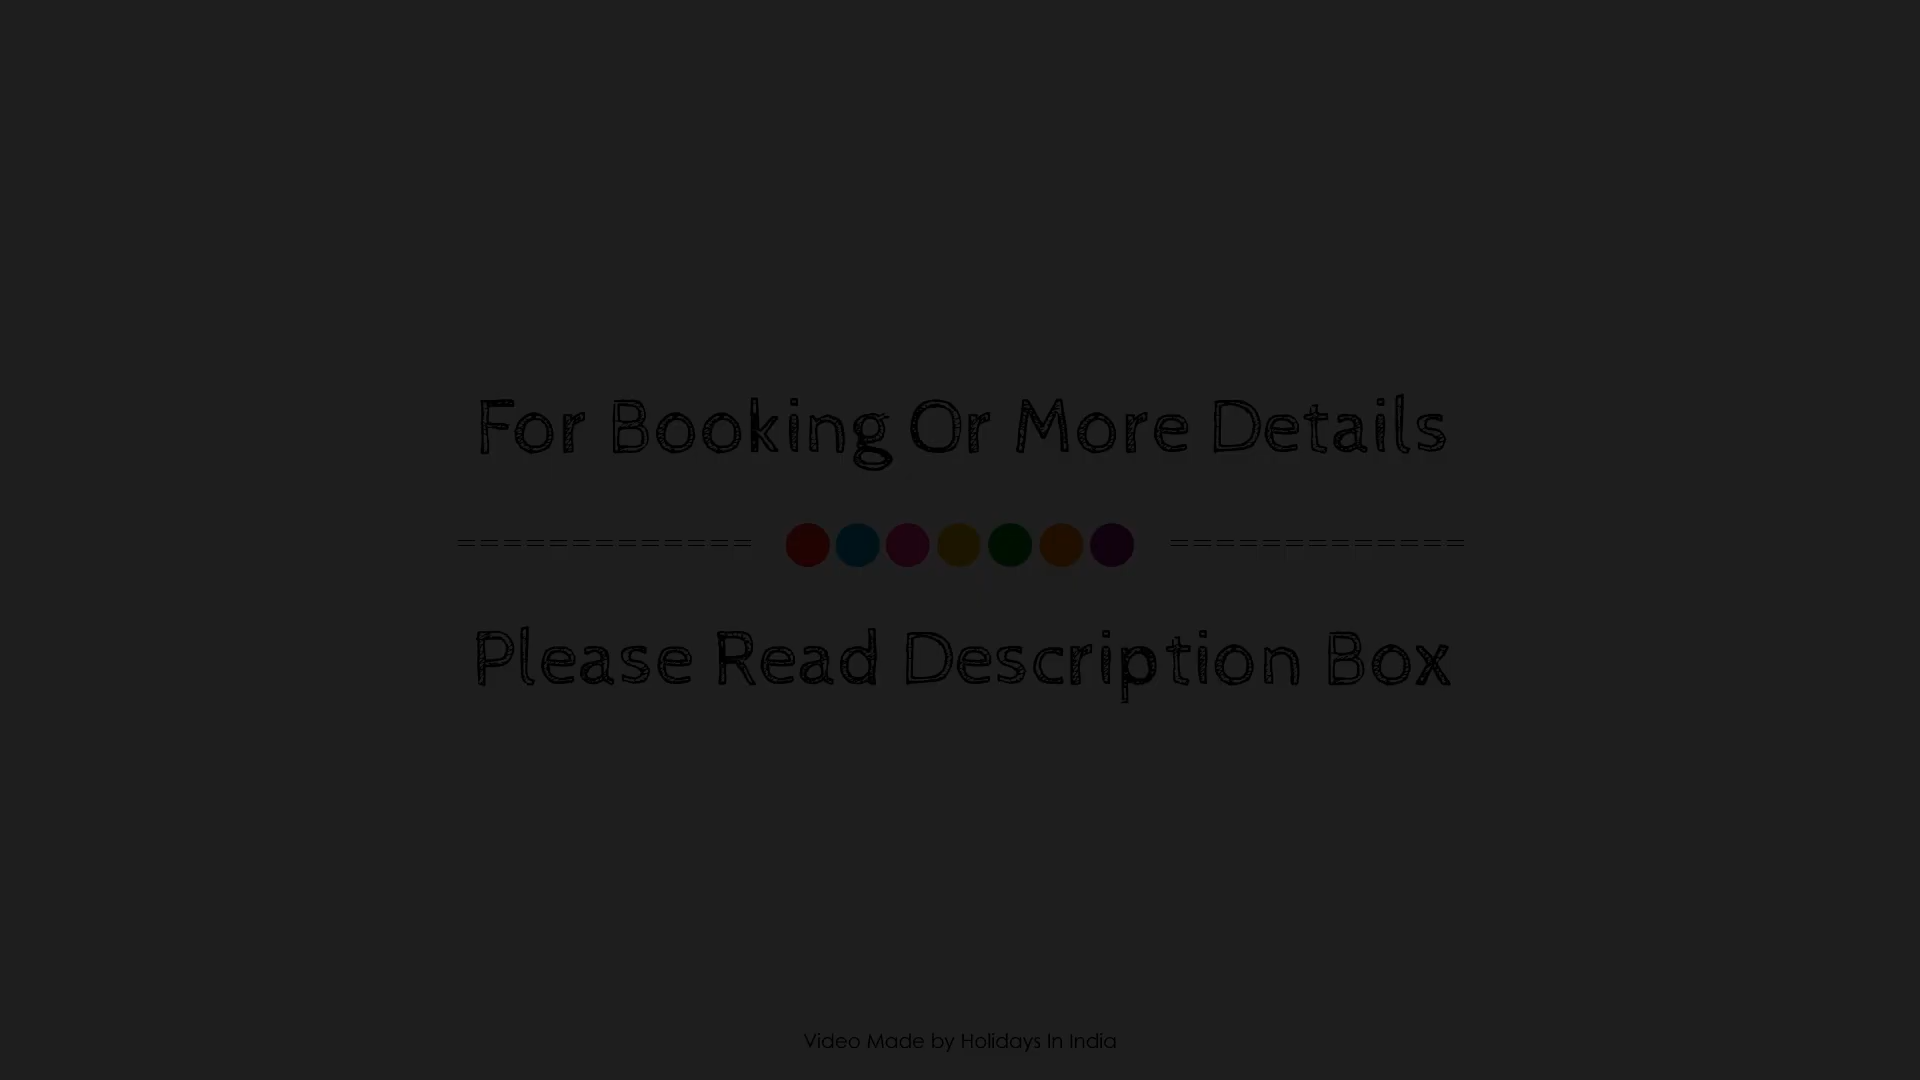 For Booking Or More Details
============= =============
Please Read Description Box
Video Made by Holidays In India